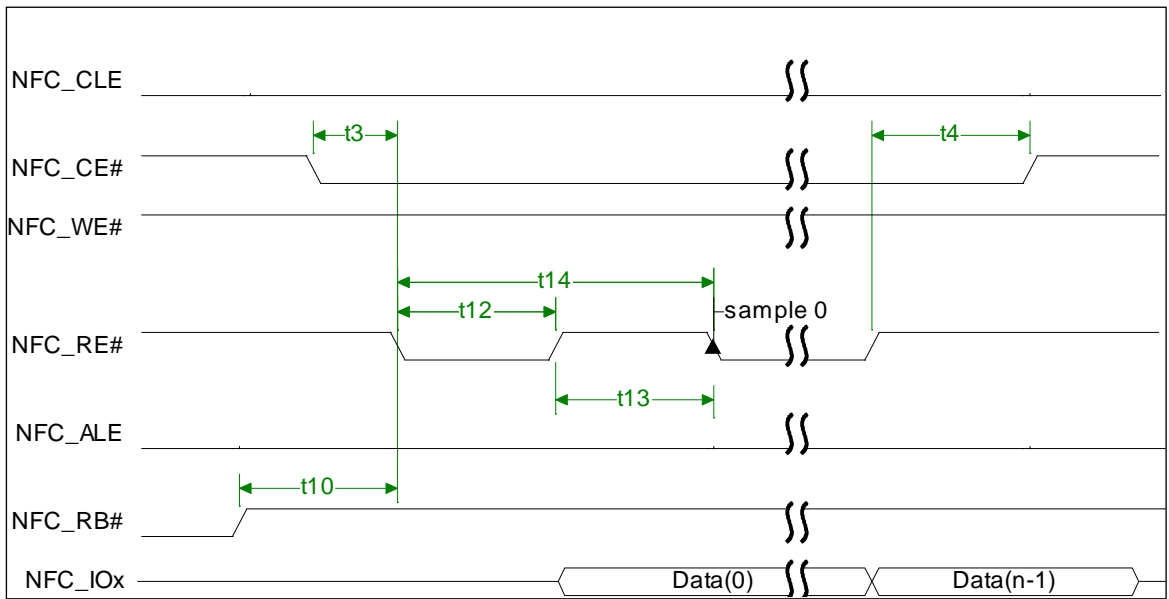 NFC_CLE
t3
t4
NFC_CE#
NFC_WE#
t14
t12
sample 0
NFC_RE#
t13
NFC_ALE
t10
NFC_RB#
NFC_IOx
Data(0)
Data(n-1)